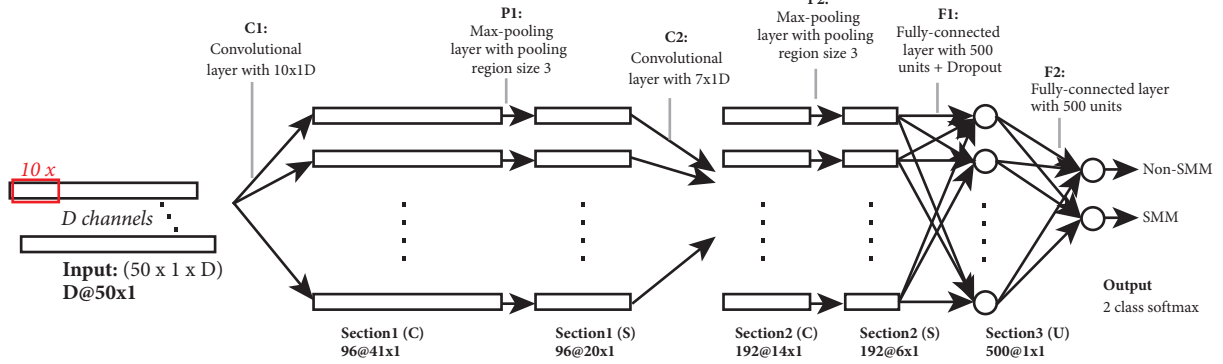 C1:
Convolutional
layer with 10x1D
P1:
Max-pooling
layer with pooling
region size 3
C2:
Convolutional
layer with 7x1D
P2:
Max-pooling
layer with pooling
region size 3
F1:
Fully-connected
layer with 500
units + Dropout
F2:
Fully-connected layer
with 500 units
10 x
D channels
Input: (50 x 1 x D)
D@50x1
Non-SMM
SMM
Output
2 class softmax
Section1 (C)
96@41x1
Section1 (S)
96@20x1
Section2 (C)
192@14x1
Section2 (S)
192@6x1
Section3 (U)
500@1x1